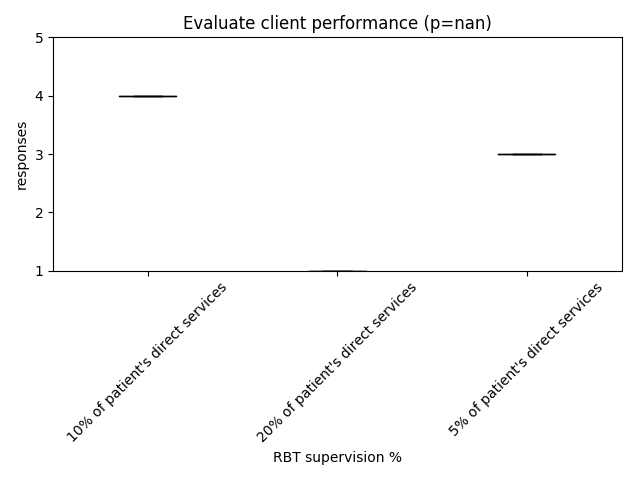 Evaluate client performance (p=nan)
5
4
3
2
1
responses
10% of patient's direct services
20% of patient's direct services
5% of patient's direct services
RBT supervision %